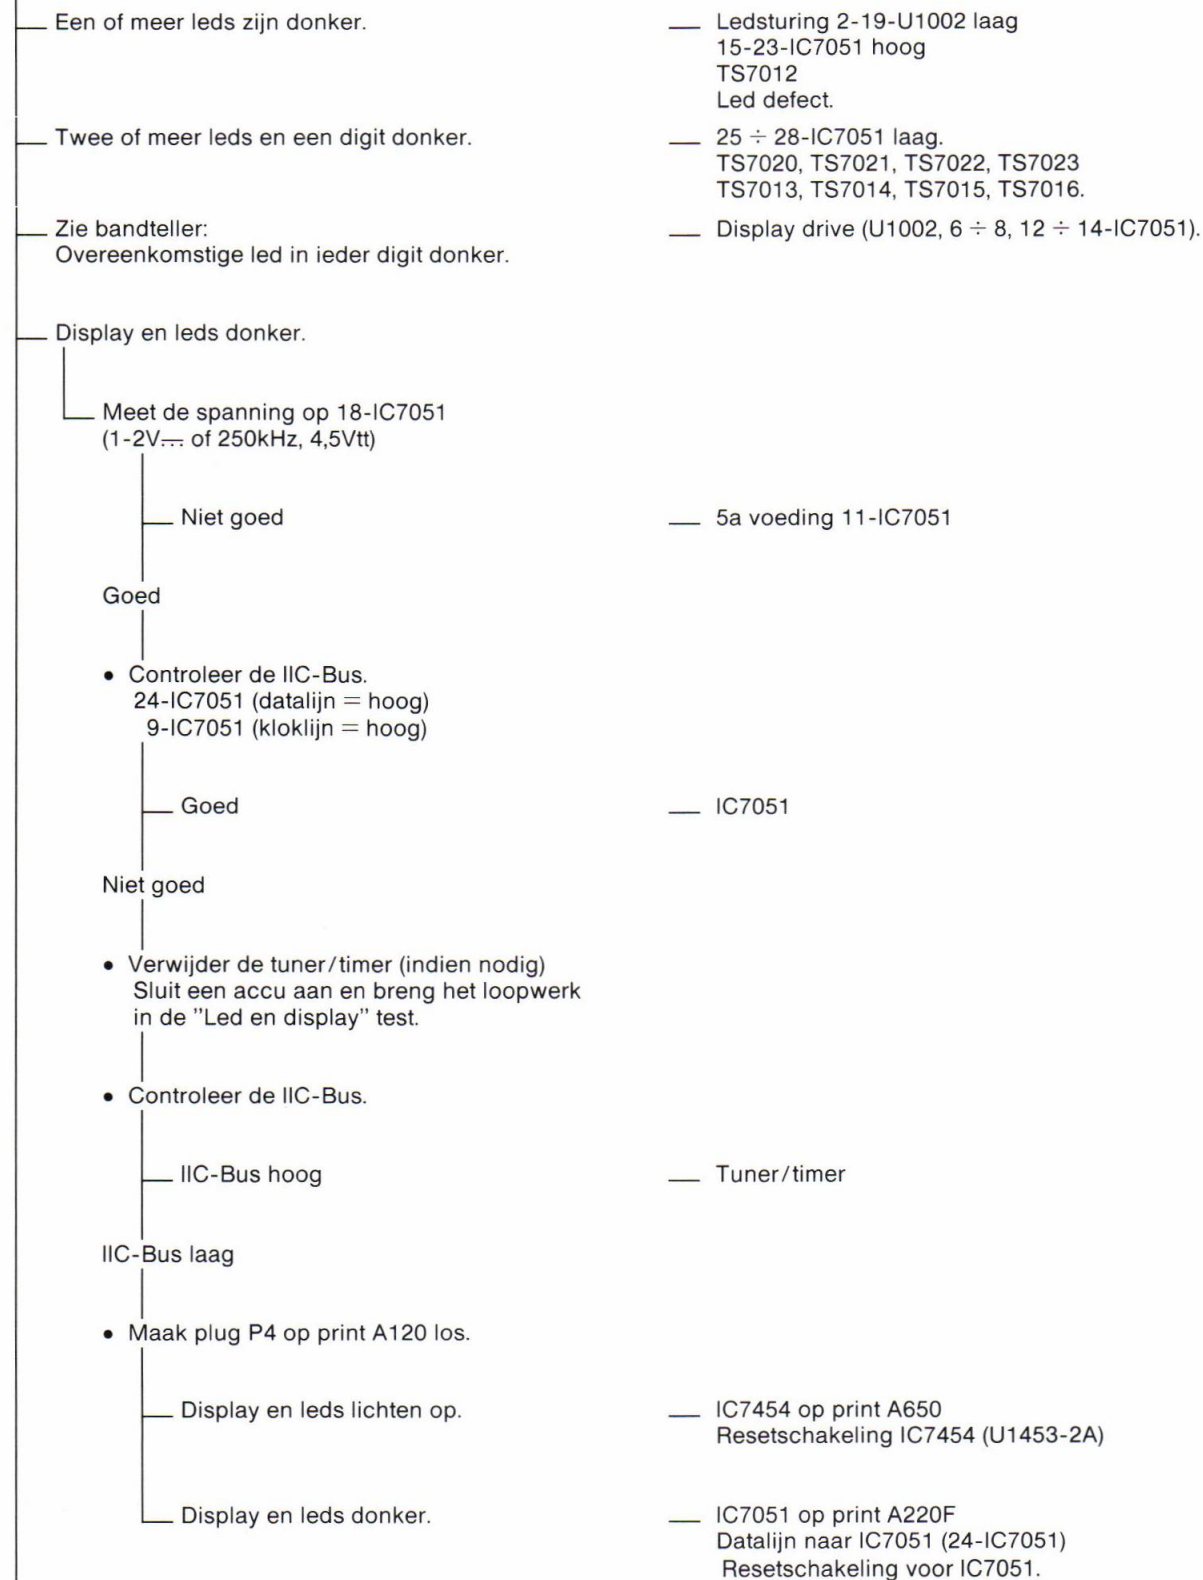 Een of meer leds zijn donker.
Ledsturing 2-19-U1002 laag
15-23-IC7051 hoog
TS7012
Led defect.
Twee of meer leds en een digit donker.
25 ÷ 28-IC7051 laag.
TS7020, TS7021, TS7022, TS7023
TS7013, TS7014, TS7015, TS7016.
Zie bandteller:
Overeenkomstige led in ieder digit donker.
Display drive (U1002, 6 ÷ 8, 12 ÷ 14-IC7051).
Display en leds donker.
Meet de spanning op 18-IC7051
(1-2V⎓ of 250kHz, 4,5Vtt)
Niet goed
5a voeding 11-IC7051
Goed
• Controleer de IIC-Bus.
24-IC7051 (datalijn = hoog)
9-IC7051 (kloklijn = hoog)
Goed
IC7051
Niet goed
• Verwijder de tuner/timer (indien nodig)
Sluit een accu aan en breng het loopwerk
in de "Led en display" test.
• Controleer de IIC-Bus.
IIC-Bus hoog
Tuner/timer
IIC-Bus laag
• Maak plug P4 op print A120 los.
Display en leds lichten op.
IC7454 op print A650
Resetschakeling IC7454 (U1453-2A)
Display en leds donker.
IC7051 op print A220F
Datalijn naar IC7051 (24-IC7051)
Resetschakeling voor IC7051.